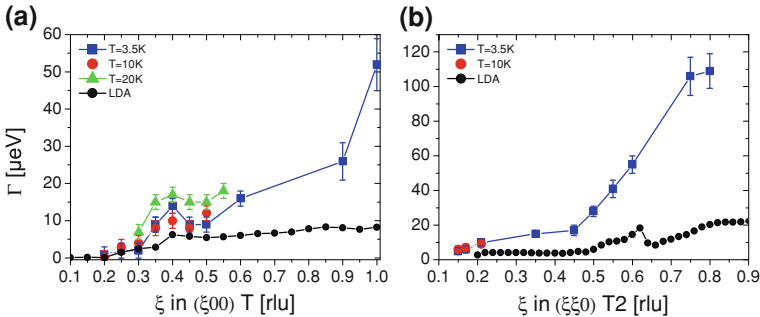 (a)
60
50
40
30
20
10
0
Γ [μeV]
T=3.5K
T=10K
T=20K
LDA
0.1 0.2 0.3 0.4 0.5 0.6 0.7 0.8 0.9 1.0
ξ in (ξ00) T [rlu]
(b)
120
100
80
60
40
20
0
T=3.5K
T=10K
LDA
0.1 0.2 0.3 0.4 0.5 0.6 0.7 0.8 0.9
ξ in (ξξ0) T2 [rlu]